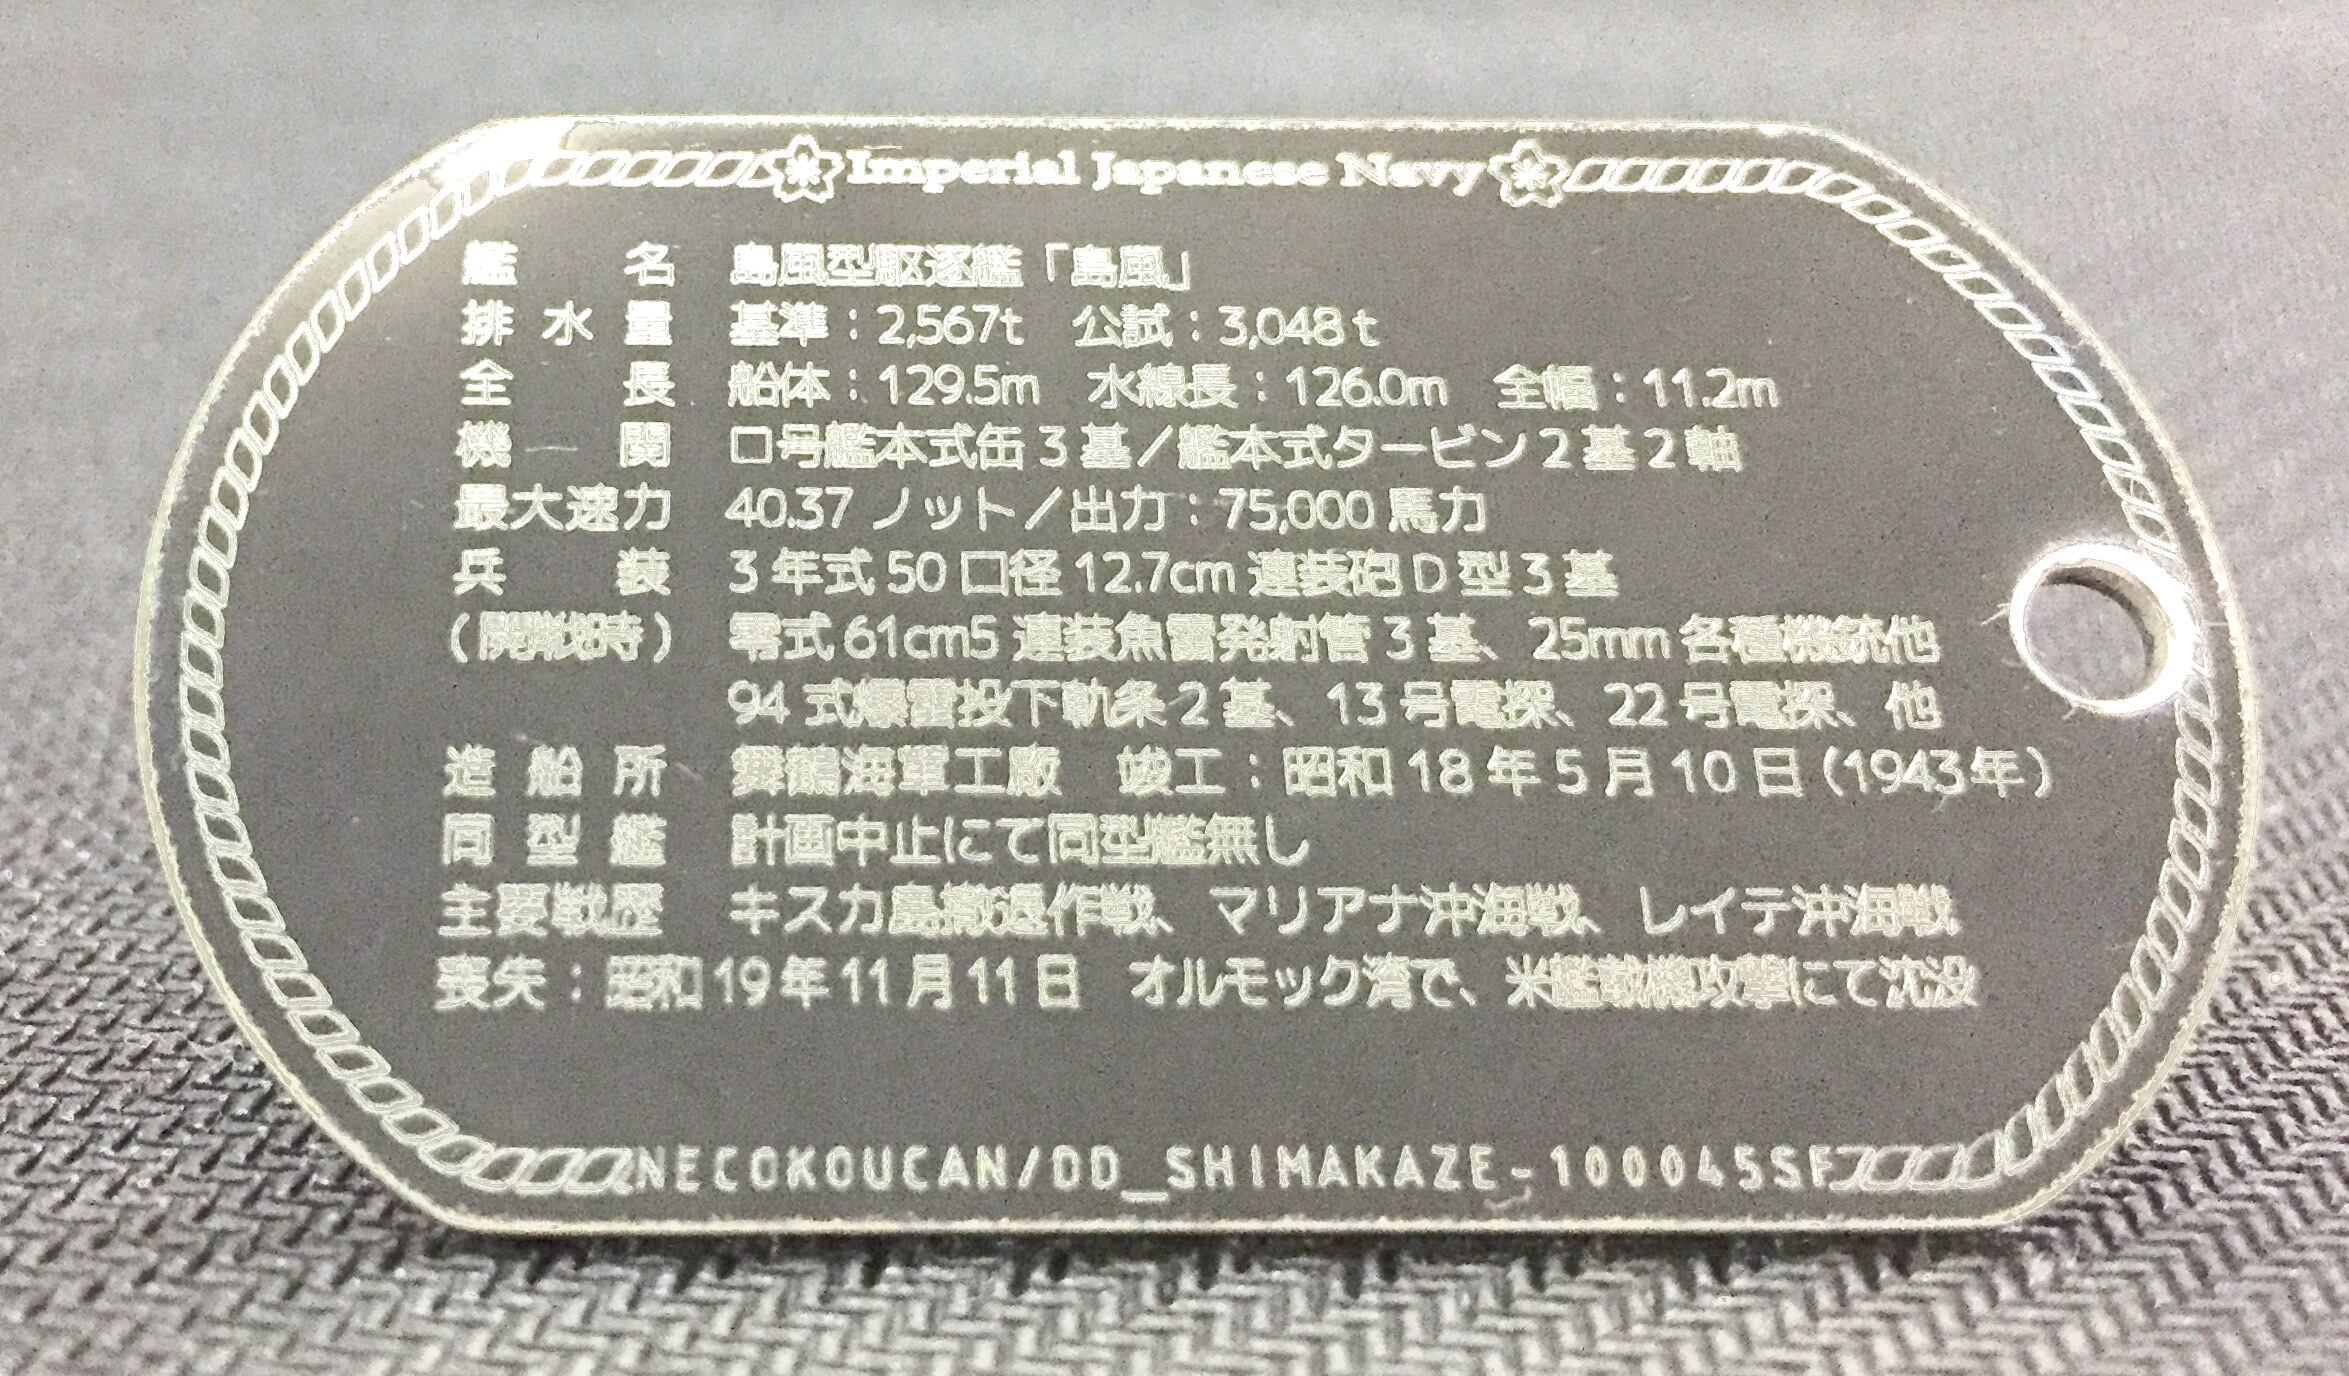 Imperial Japanese Navy
艦名 島風型駆逐艦「島風」
排水量 基準：2,567t 公試：3,048t
全長 船体：129.5m 水線長：126.0m 全幅：11.2m
機関 ロ号艦本式缶3基／艦本式タービン2基2軸
最大速力 40.37ノット／出力：75,000馬力
兵装 3年式50口径12.7cm連装砲D型3基
(開戦時) 零式61cm5連装魚雷発射管3基、25mm各種機銃他
94式爆雷投下軌条2基、13号電探、22号電探、他
造船所 舞鶴海軍工廠 竣工：昭和18年5月10日(1943年)
同型艦 計画中止にて同型艦無し
主要戦歴 キスカ島撤退作戦、マリアナ沖海戦、レイテ沖海戦
喪失：昭和19年11月11日 オルモック湾で、米艦載機攻撃にて沈没
NECOKOUCAN/DD_SHIMAKAZE-100045SF